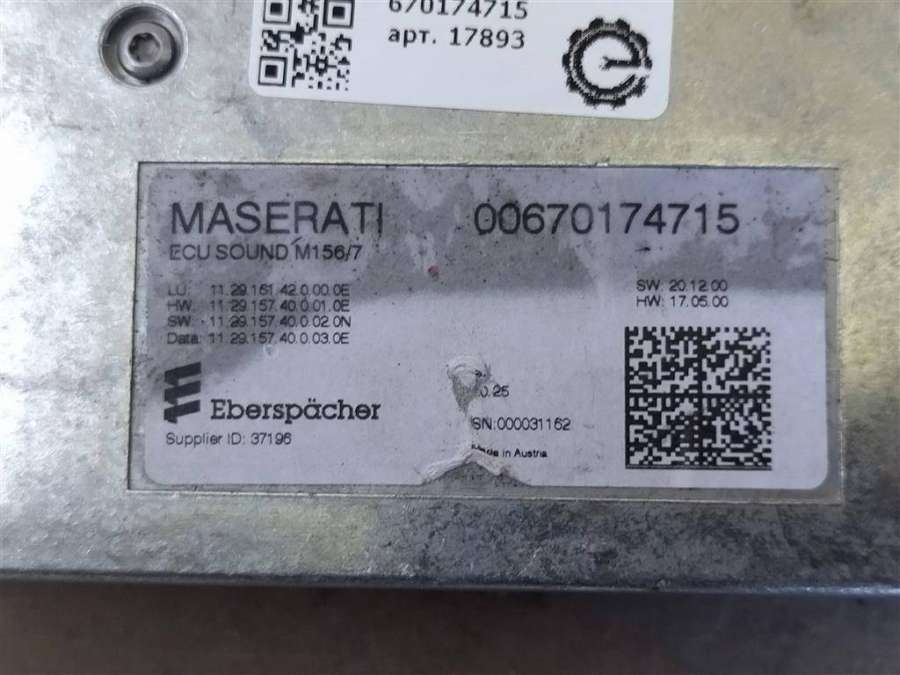 670174715
арт. 17893
MASERATI 00670174715
ECU SOUND M156/7
LU: 11.29.151.42.0.00.0E
HW: 11.29.157.40.0.01.0E
SW: 11.29.157.40.0.02.0N
Data: 11.29.157.40.0.03.0E
SW: 20.12.00
HW: 17.05.00
Eberspächer
Supplier ID: 37196
0.25
SN:000031162
Made in Austria